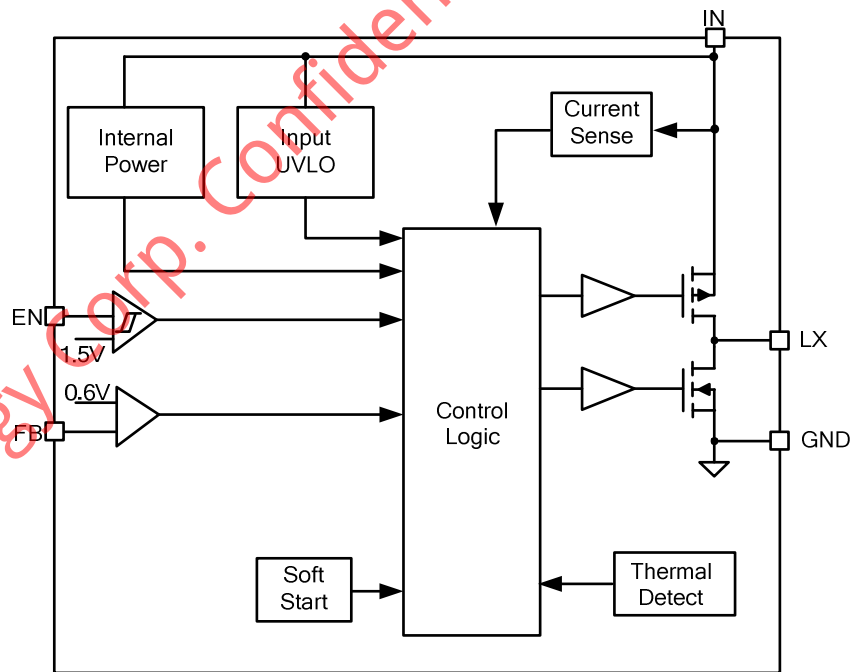 IN
Internal
Power
Input
UVLO
Current
Sense
EN
1.5V
0.6V
FB
Control
Logic
LX
GND
Soft
Start
Thermal
Detect
gy Corp. Confiden